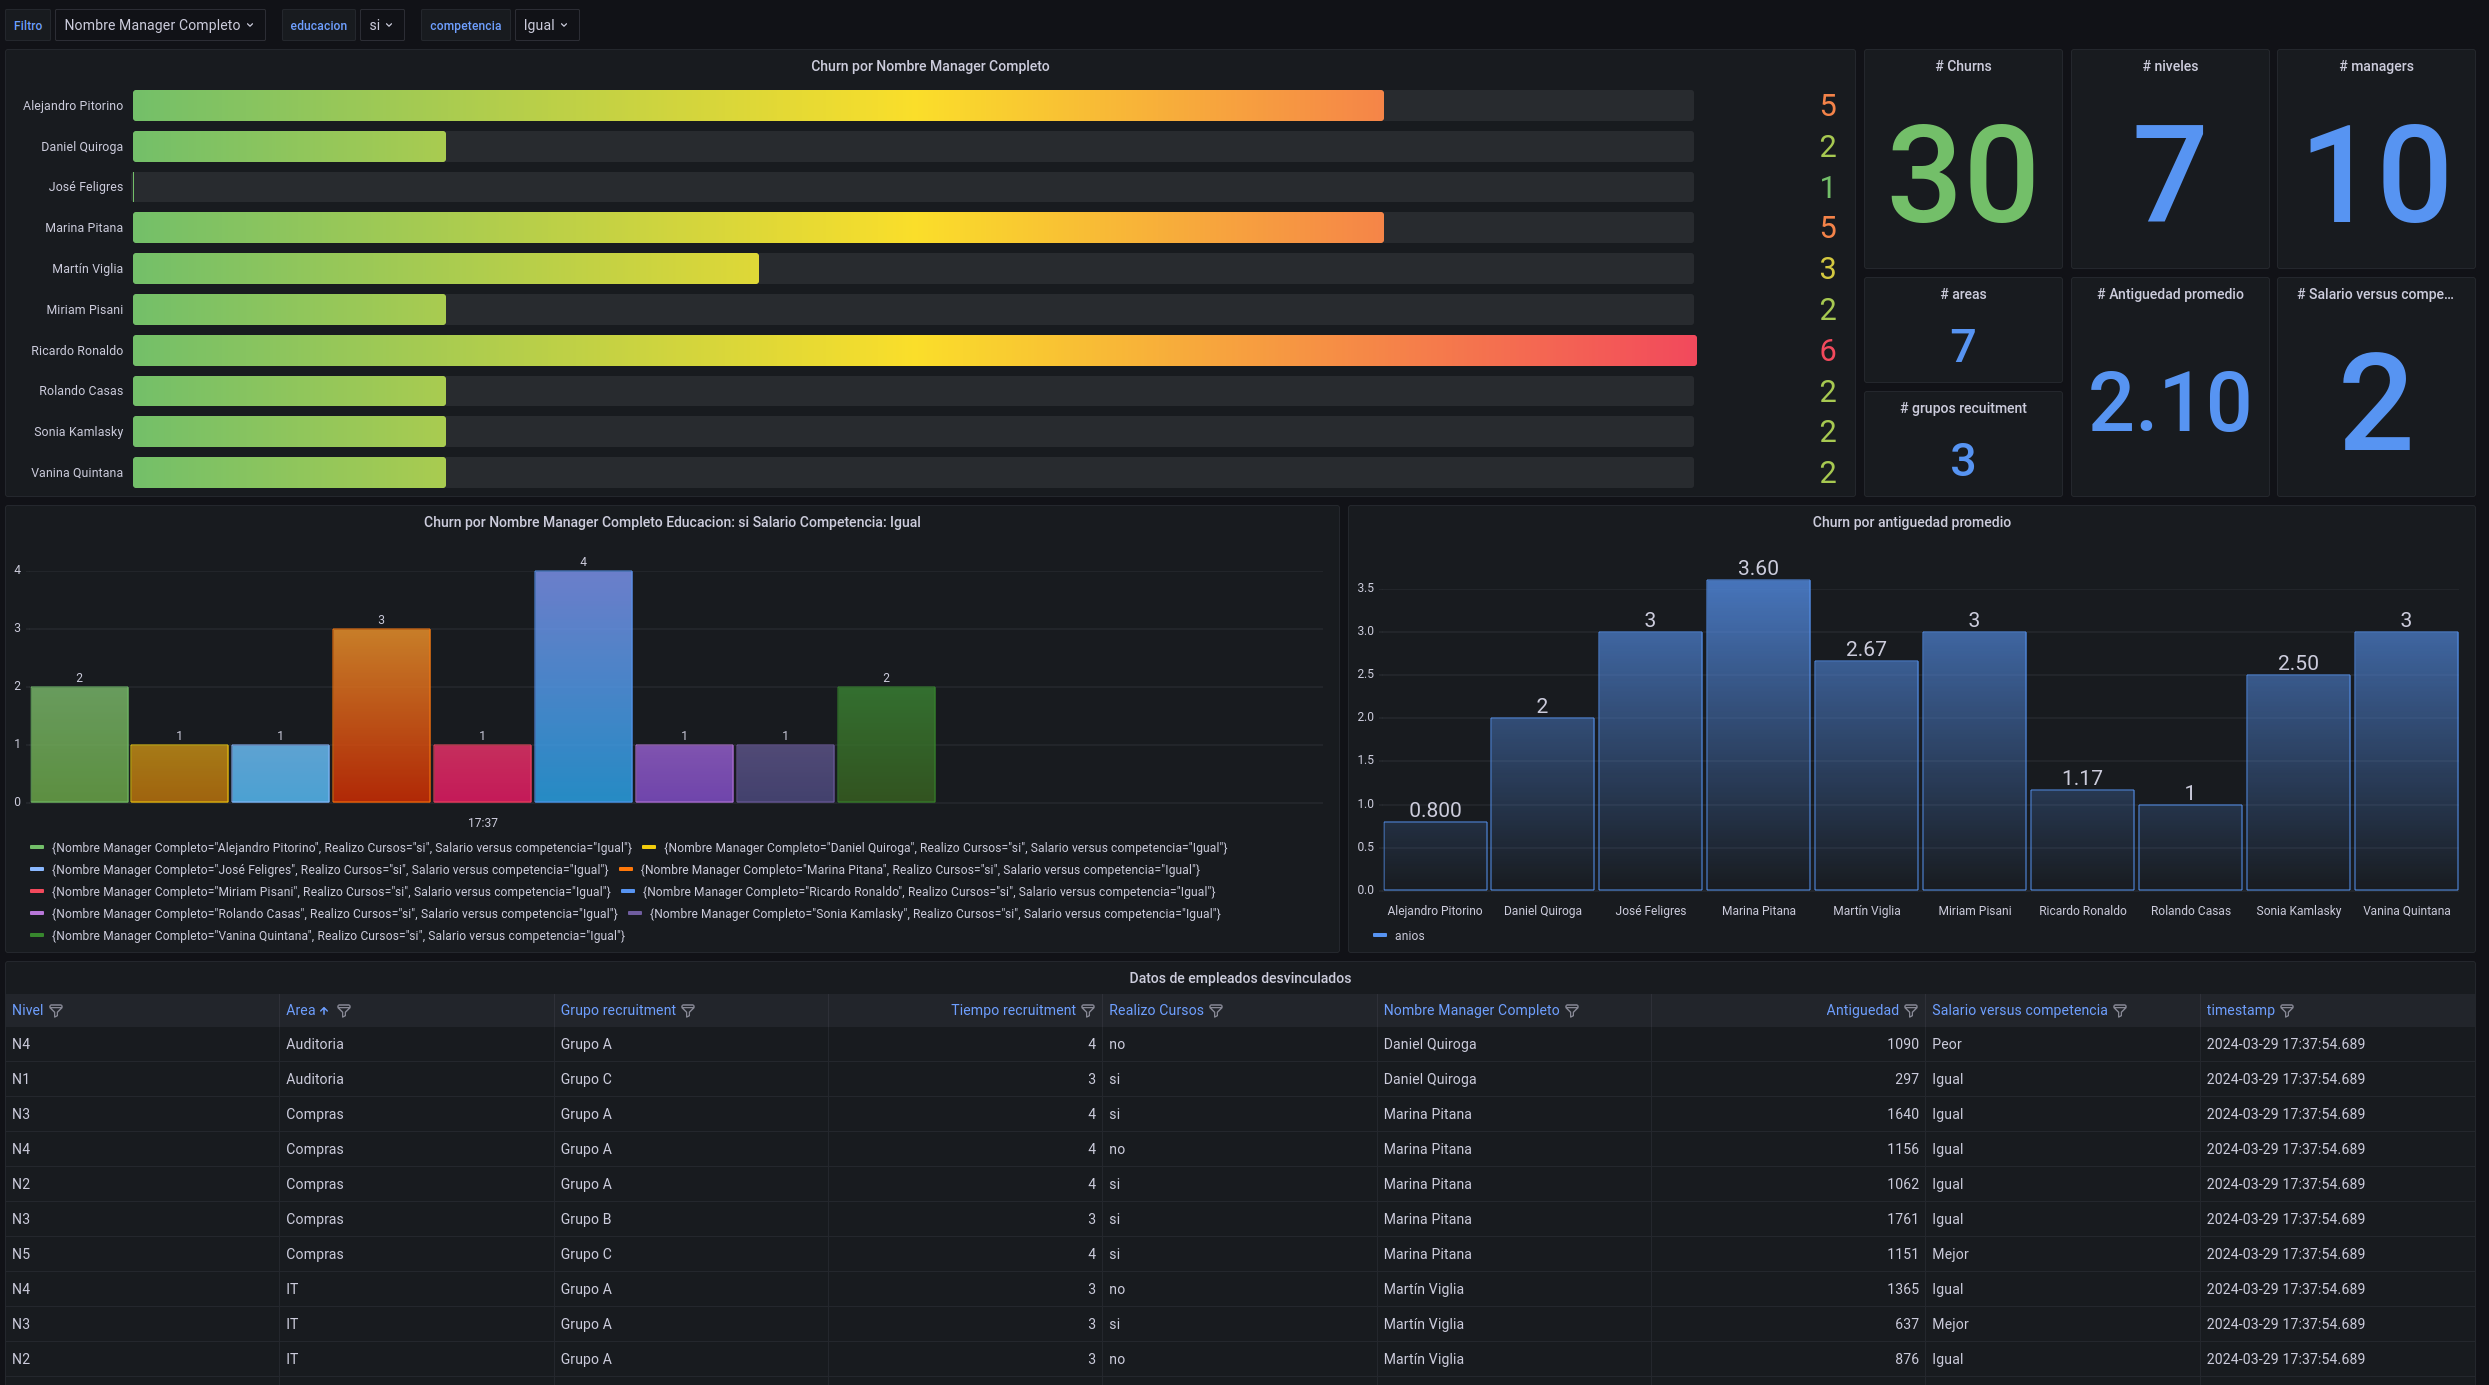 Filtro Nombre Manager Completo educacion si competencia Igual
Churn por Nombre Manager Completo
Alejandro Pitorino 5
Daniel Quiroga 2
José Feligres 1
Marina Pitana 5
Martín Viglia 3
Miriam Pisani 2
Ricardo Ronaldo 6
Rolando Casas 2
Sonia Kamlasky 2
Vanina Quintana 2
# Churns
30
# niveles
7
# managers
10
# areas
7
# grupos recuitment
3
# Antiguedad promedio
2.10
# Salario versus compe...
2
Churn por Nombre Manager Completo Educacion: si Salario Competencia: Igual
4
3
2
1
0
2 1 1 3 1 4 1 1 2
17:37
{Nombre Manager Completo="Alejandro Pitorino", Realizo Cursos="si", Salario versus competencia="Igual"} {Nombre Manager Completo="Daniel Quiroga", Realizo Cursos="si", Salario versus competencia="Igual"}
{Nombre Manager Completo="José Feligres", Realizo Cursos="si", Salario versus competencia="Igual"} {Nombre Manager Completo="Marina Pitana", Realizo Cursos="si", Salario versus competencia="Igual"}
{Nombre Manager Completo="Miriam Pisani", Realizo Cursos="si", Salario versus competencia="Igual"} {Nombre Manager Completo="Ricardo Ronaldo", Realizo Cursos="si", Salario versus competencia="Igual"}
{Nombre Manager Completo="Rolando Casas", Realizo Cursos="si", Salario versus competencia="Igual"} {Nombre Manager Completo="Sonia Kamlasky", Realizo Cursos="si", Salario versus competencia="Igual"}
{Nombre Manager Completo="Vanina Quintana", Realizo Cursos="si", Salario versus competencia="Igual"}
Churn por antiguedad promedio
3.5
3.0
2.5
2.0
1.5
1.0
0.5
0.0
0.800 2 3 3.60 2.67 3 1.17 1 2.50 3
Alejandro Pitorino Daniel Quiroga José Feligres Marina Pitana Martín Viglia Miriam Pisani Ricardo Ronaldo Rolando Casas Sonia Kamlasky Vanina Quintana
anios
Datos de empleados desvinculados
Nivel Area Grupo recruitment Tiempo recruitment Realizo Cursos Nombre Manager Completo Antiguedad Salario versus competencia timestamp
N4 Auditoria Grupo A 4 no Daniel Quiroga 1090 Peor 2024-03-29 17:37:54.689
N1 Auditoria Grupo C 3 si Daniel Quiroga 297 Igual 2024-03-29 17:37:54.689
N3 Compras Grupo A 4 si Marina Pitana 1640 Igual 2024-03-29 17:37:54.689
N4 Compras Grupo A 4 no Marina Pitana 1156 Igual 2024-03-29 17:37:54.689
N2 Compras Grupo A 4 si Marina Pitana 1062 Igual 2024-03-29 17:37:54.689
N3 Compras Grupo B 3 si Marina Pitana 1761 Igual 2024-03-29 17:37:54.689
N5 Compras Grupo C 4 si Marina Pitana 1151 Mejor 2024-03-29 17:37:54.689
N4 IT Grupo A 3 no Martín Viglia 1365 Igual 2024-03-29 17:37:54.689
N3 IT Grupo A 3 si Martín Viglia 637 Mejor 2024-03-29 17:37:54.689
N2 IT Grupo A 3 no Martín Viglia 876 Igual 2024-03-29 17:37:54.689